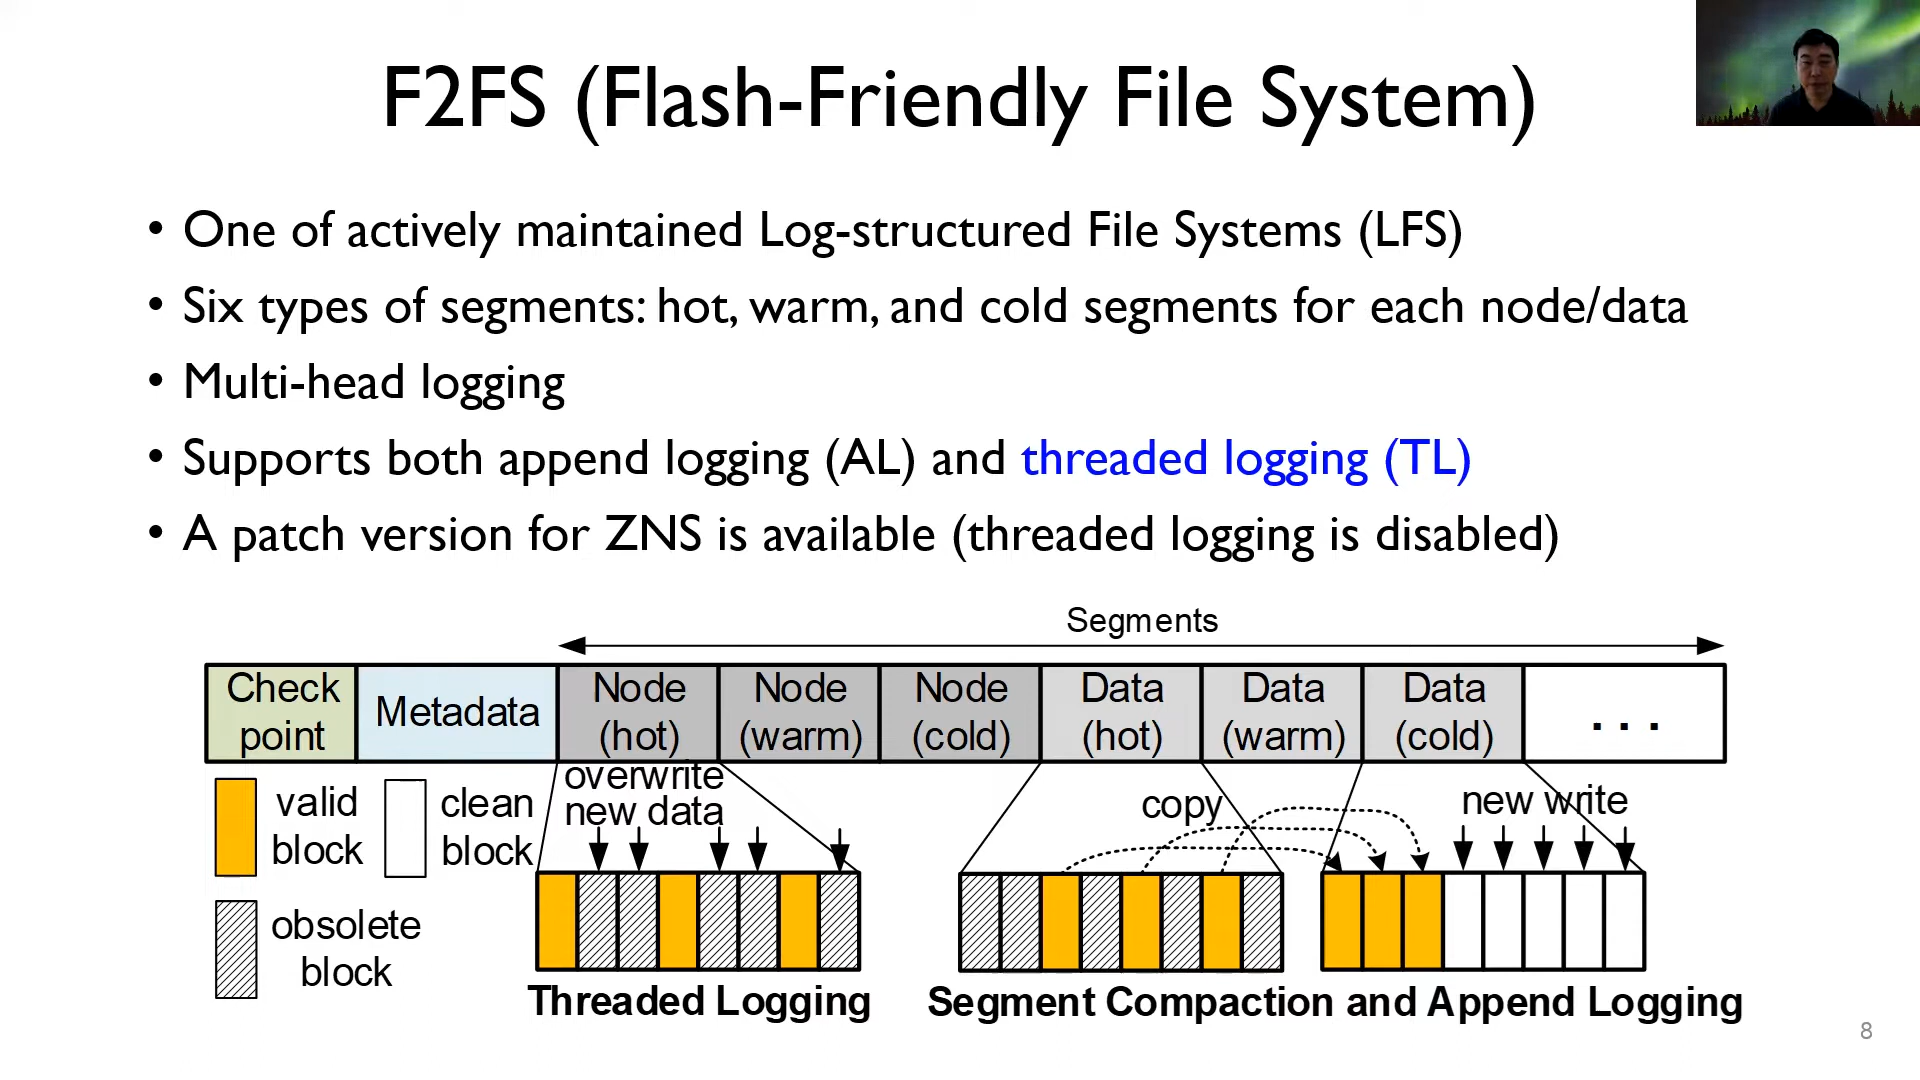 F2FS (Flash-Friendly File System)
• One of actively maintained Log-structured File Systems (LFS)
• Six types of segments: hot, warm, and cold segments for each node/data
• Multi-head logging
• Supports both append logging (AL) and threaded logging (TL)
• A patch version for ZNS is available (threaded logging is disabled)
Segments
Check
point
Metadata
Node
(hot)
Node
(warm)
Node
(cold)
Data
(hot)
Data
(warm)
Data
(cold)
. . .
valid
block
clean
block
obsolete
block
overwrite
new data
copy
new write
Threaded Logging
Segment Compaction and Append Logging
8